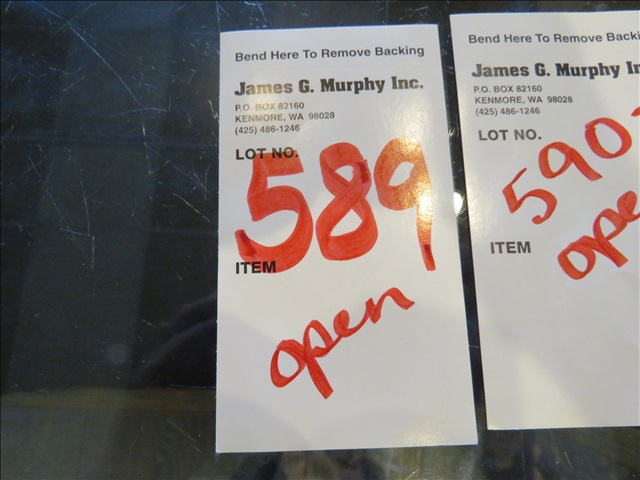 Bend Here To Remove Backing
James G. Murphy Inc.
P.O. BOX 82160
KENMORE, WA 98028
(425) 486-1246
LOT NO.
589
ITEM
open
Bend Here To Remove
James G. Murphy
P.O. BOX 82160
KENMORE, WA 98028
(425) 486-1246
LOT NO.
590-
ITEM